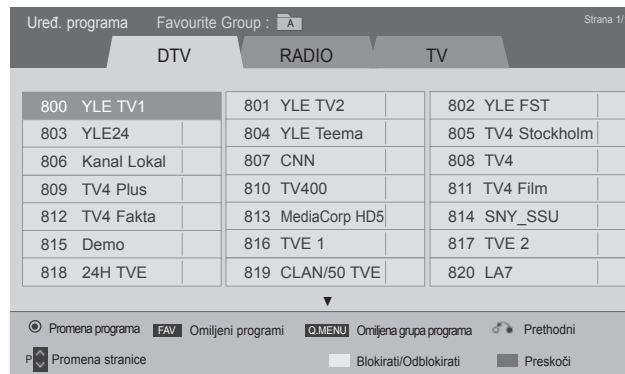 Uređ. programa Favourite Group : A Strana 1/
DTV RADIO TV
800 YLE TV1 801 YLE TV2 802 YLE FST
803 YLE24 804 YLE Teema 805 TV4 Stockholm
806 Kanal Lokal 807 CNN 808 TV4
809 TV4 Plus 810 TV400 811 TV4 Film
812 TV4 Fakta 813 MediaCorp HD5 814 SNY_SSU
815 Demo 816 TVE 1 817 TVE 2
818 24H TVE 819 CLAN/50 TVE 820 LA7
Promena programa FAV Omiljeni programi Q.MENU Omiljena grupa programa Prethodni
P Promena stranice Blokirati/Odblokirati Preskoči